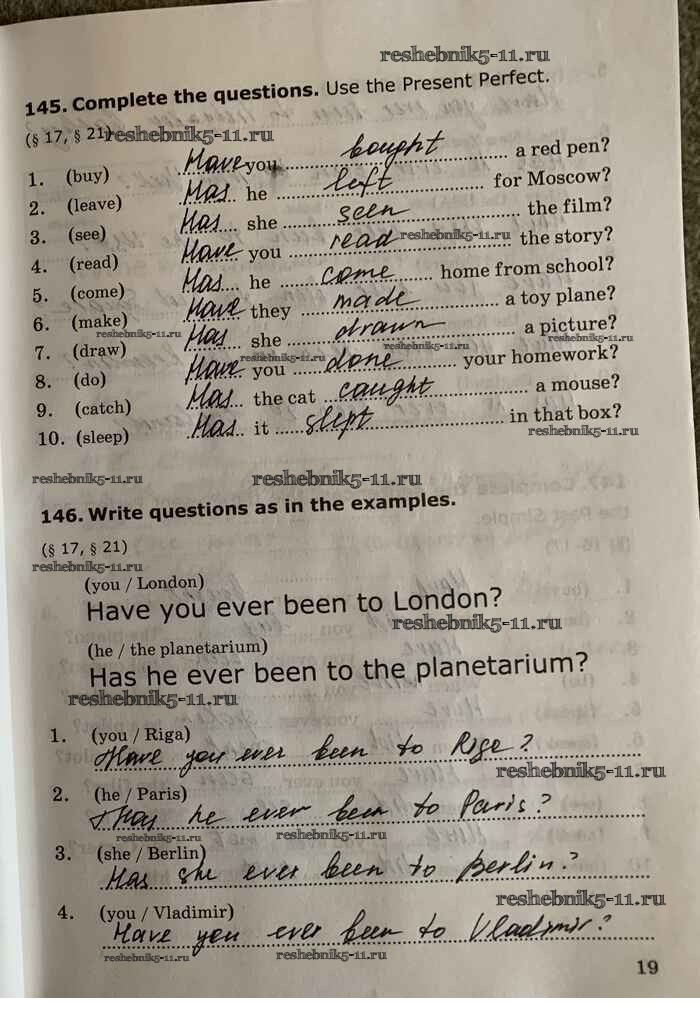 reshebnik5-11.ru
145. Complete the questions. Use the Present Perfect.
(§ 17, § 21) reshebnik5-11.ru
1. (buy) Have you bought a red pen?
2. (leave) Has he left for Moscow?
3. (see) Has she seen the film?
4. (read) Have you read reshebnik5-11.ru the story?
5. (come) Has he come home from school?
6. (make) Have they made a toy plane?
reshebnik5-11.ru reshebnik5-11.ru reshebnik5-11.ru
7. (draw) Has she drawn a picture?
reshebnik5-11.ru
8. (do) Have you done your homework?
9. (catch) Has the cat caught a mouse?
10. (sleep) Has it slept in that box?
reshebnik5-11.ru
reshebnik5-11.ru reshebnik5-11.ru
146. Write questions as in the examples.
(§ 17, § 21)
reshebnik5-11.ru
(you / London)
Have you ever been to London?
reshebnik5-11.ru
(he / the planetarium)
Has he ever been to the planetarium?
reshebnik5-11.ru
1. (you / Riga)
Have you ever been to Rige?
reshebnik5-11.ru
2. (he / Paris)
Has he ever been to Paris?
reshebnik5-11.ru reshebnik5-11.ru
3. (she / Berlin)
Has she ever been to Berlin?
reshebnik5-11.ru
4. (you / Vladimir)
Have you ever been to Vladimir?
reshebnik5-11.ru reshebnik5-11.ru
19